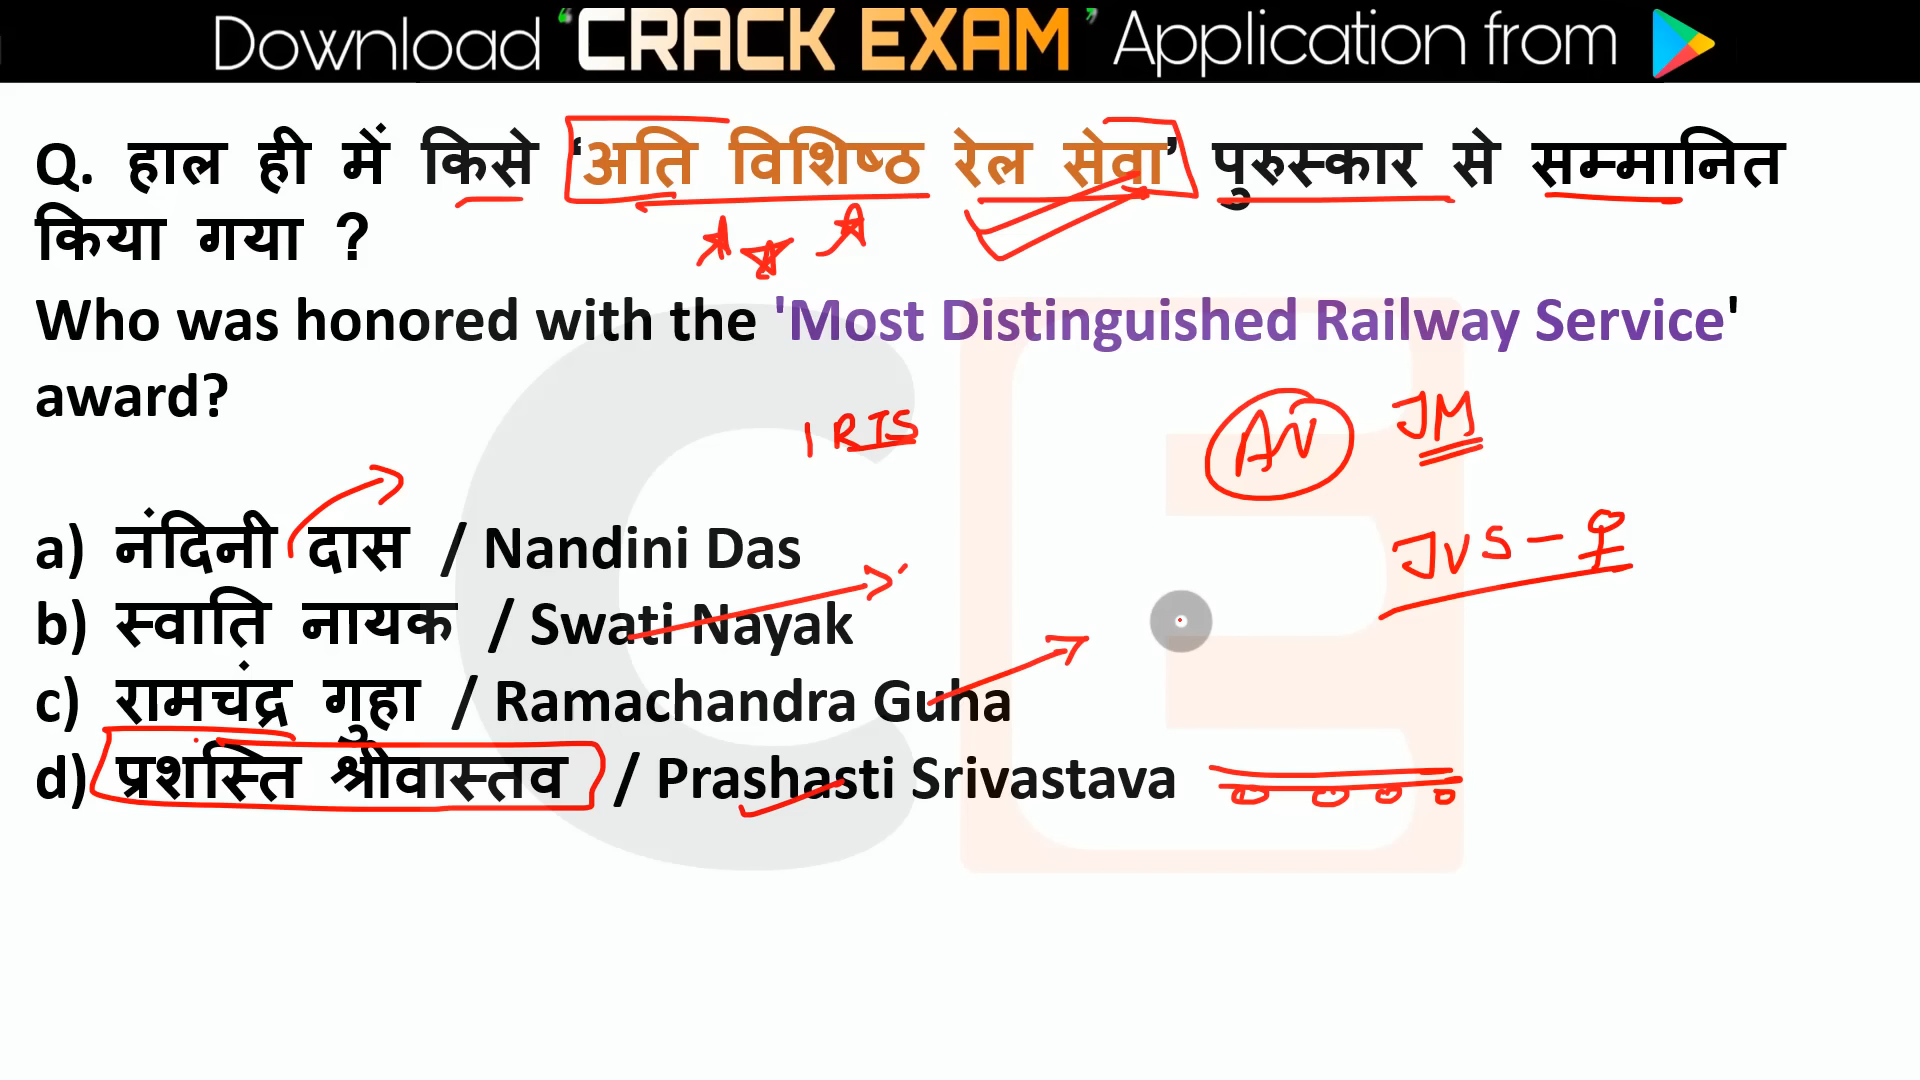 Download 'CRACK EXAM' Application from
Q. हाल ही में किसे 'अति विशिष्ठ रेल सेवा' पुरुस्कार से सम्मानित
किया गया ?
Who was honored with the 'Most Distinguished Railway Service'
award?
IRTS
AV
JM
JVS-
a) नंदिनी दास / Nandini Das
b) स्वाति नायक / Swati Nayak
c) रामचंद्र गुहा / Ramachandra Guha
d) प्रशस्ति श्रीवास्तव / Prashasti Srivastava